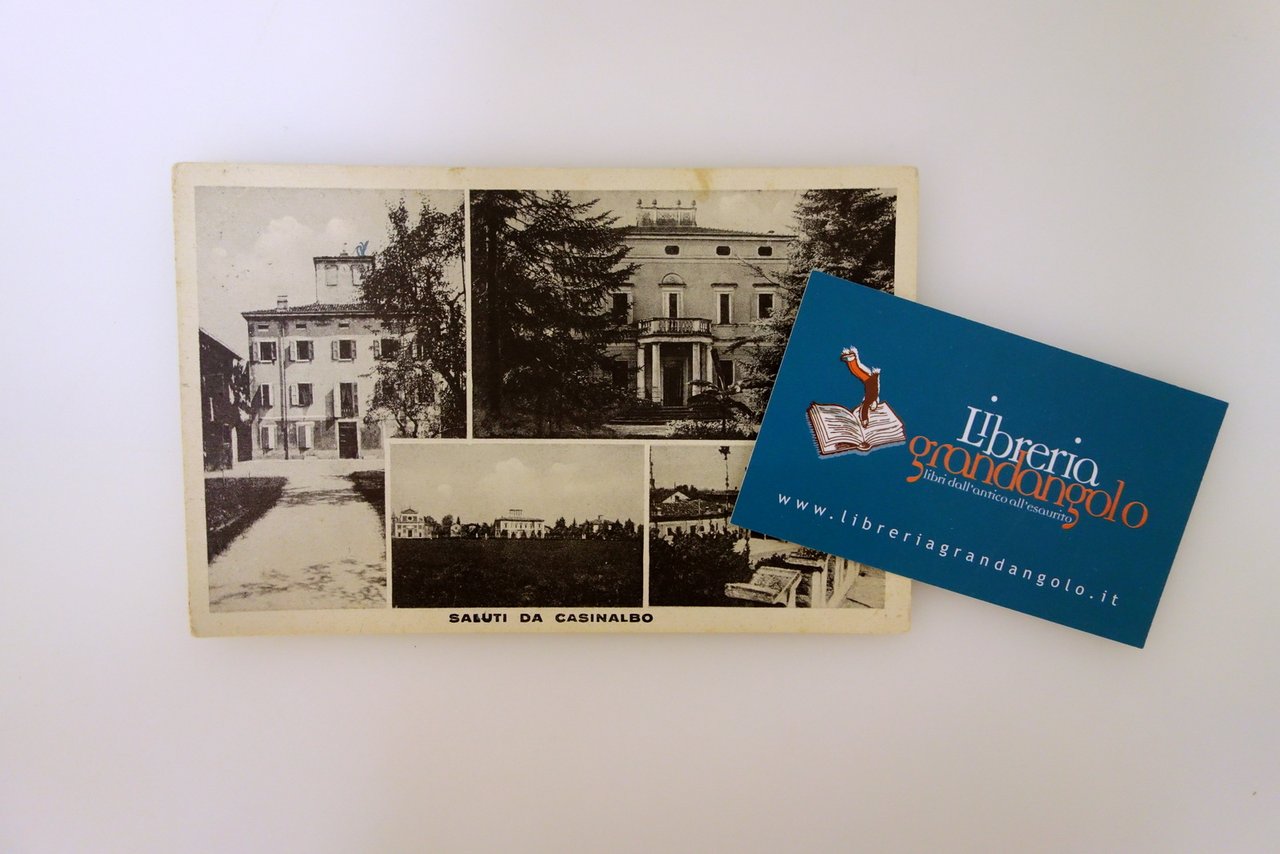 SALUTI DA CASINALBO
Libreria
grandangolo
libri dall'antico all'esaurito
www.libreriagrandangolo.it